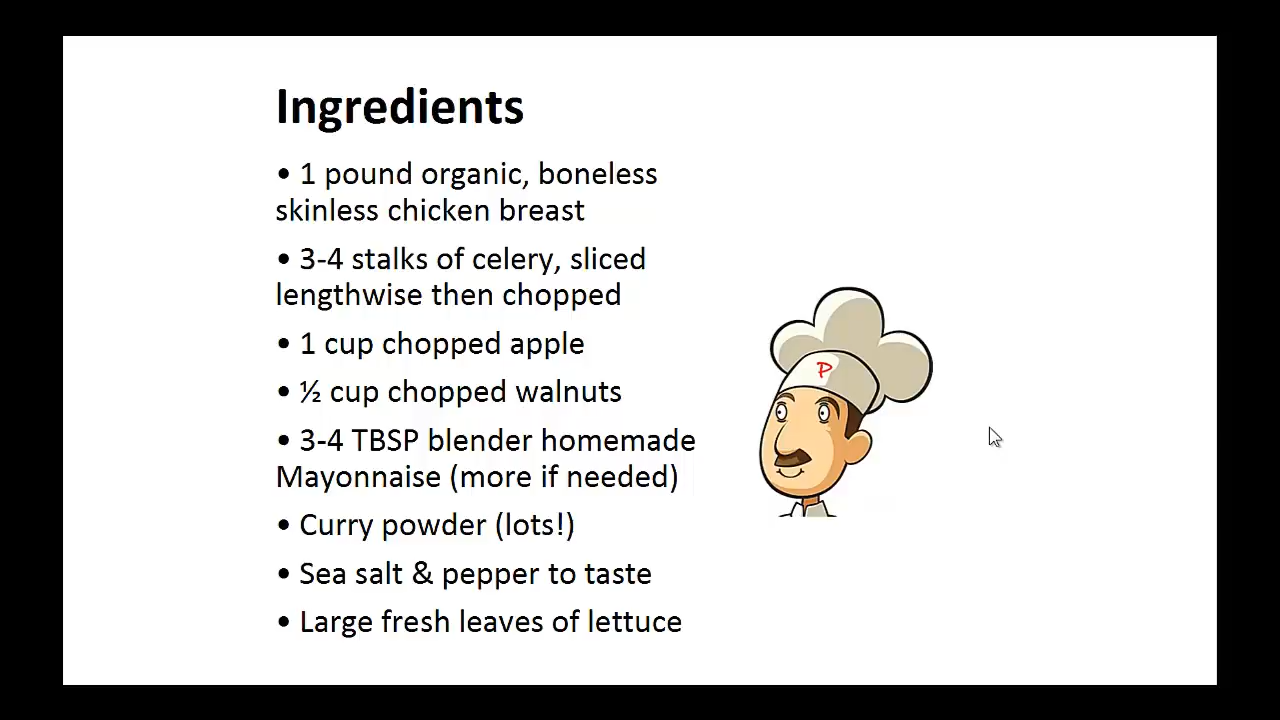 Ingredients
• 1 pound organic, boneless
skinless chicken breast
• 3-4 stalks of celery, sliced
lengthwise then chopped
• 1 cup chopped apple
• ½ cup chopped walnuts
• 3-4 TBSP blender homemade
Mayonnaise (more if needed)
• Curry powder (lots!)
• Sea salt & pepper to taste
• Large fresh leaves of lettuce
P